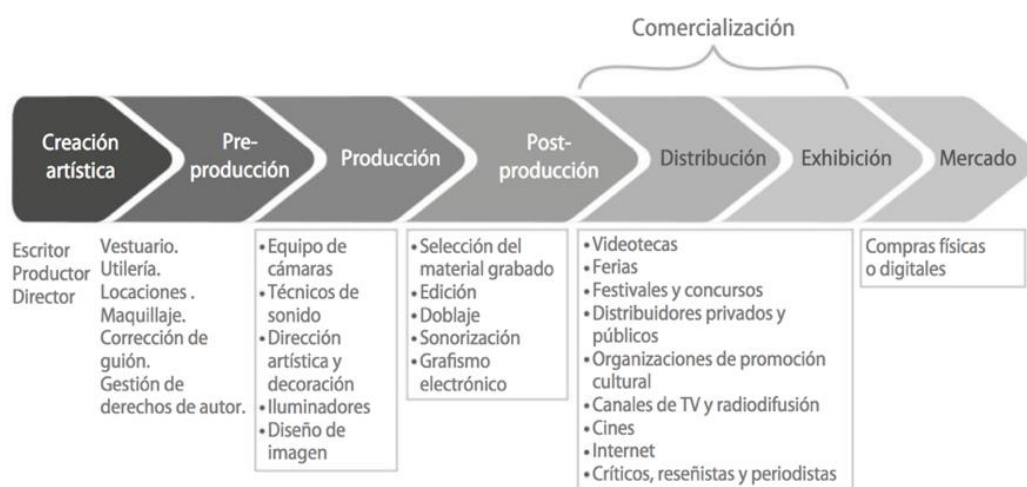 Comercialización
Creación
artística
Pre-
producción
Producción
Post-
producción
Distribución
Exhibición
Mercado
Escritor
Productor
Director
Vestuario.
Utilería.
Locaciones .
Maquillaje.
Corrección de
guión.
Gestión de
derechos de autor.
• Equipo de
cámaras
• Técnicos de
sonido
• Dirección
artística y
decoración
• Iluminadores
• Diseño de
imagen
• Selección del
material grabado
• Edición
• Doblaje
• Sonorización
• Grafismo
electrónico
• Videotecas
• Ferias
• Festivales y concursos
• Distribuidores privados y
públicos
• Organizaciones de promoción
cultural
• Canales de TV y radiodifusión
• Cines
• Internet
• Críticos, reseñistas y periodistas
Compras físicas
o digitales